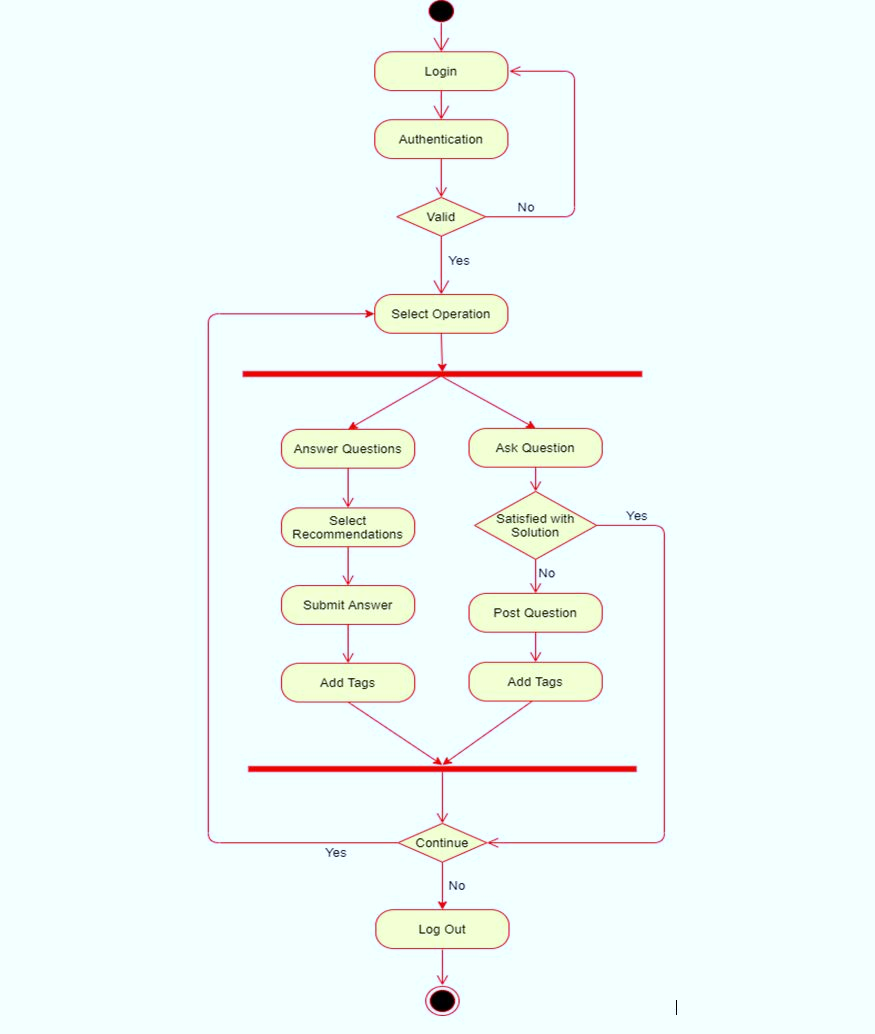 Login
Authentication
Valid
No
Yes
Select Operation
Answer Questions
Ask Question
Select
Recommendations
Satisfied with
Solution
Yes
No
Submit Answer
Post Question
Add Tags
Add Tags
Continue
Yes
No
Log Out